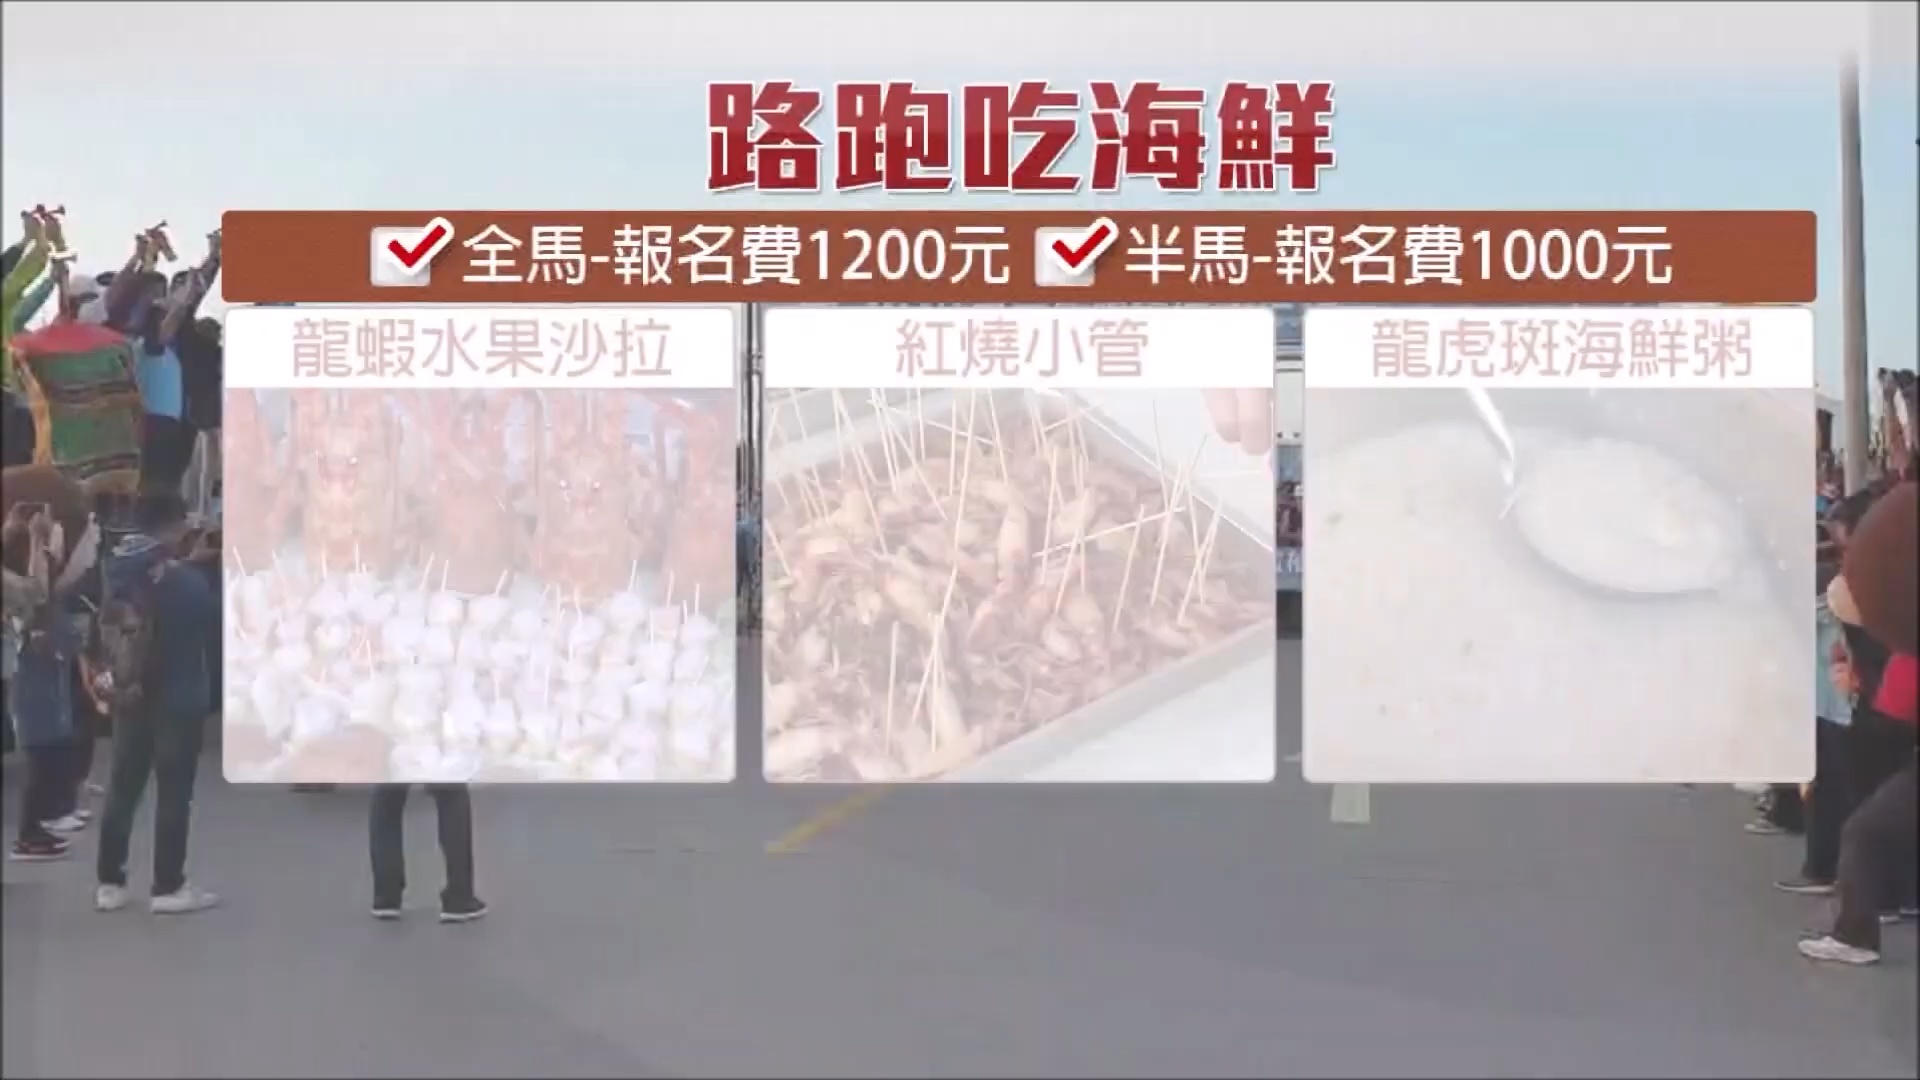 路跑吃海鮮
全馬-報名費1200元 半馬-報名費1000元
龍蝦水果沙拉 紅燒小管 龍虎斑海鮮粥